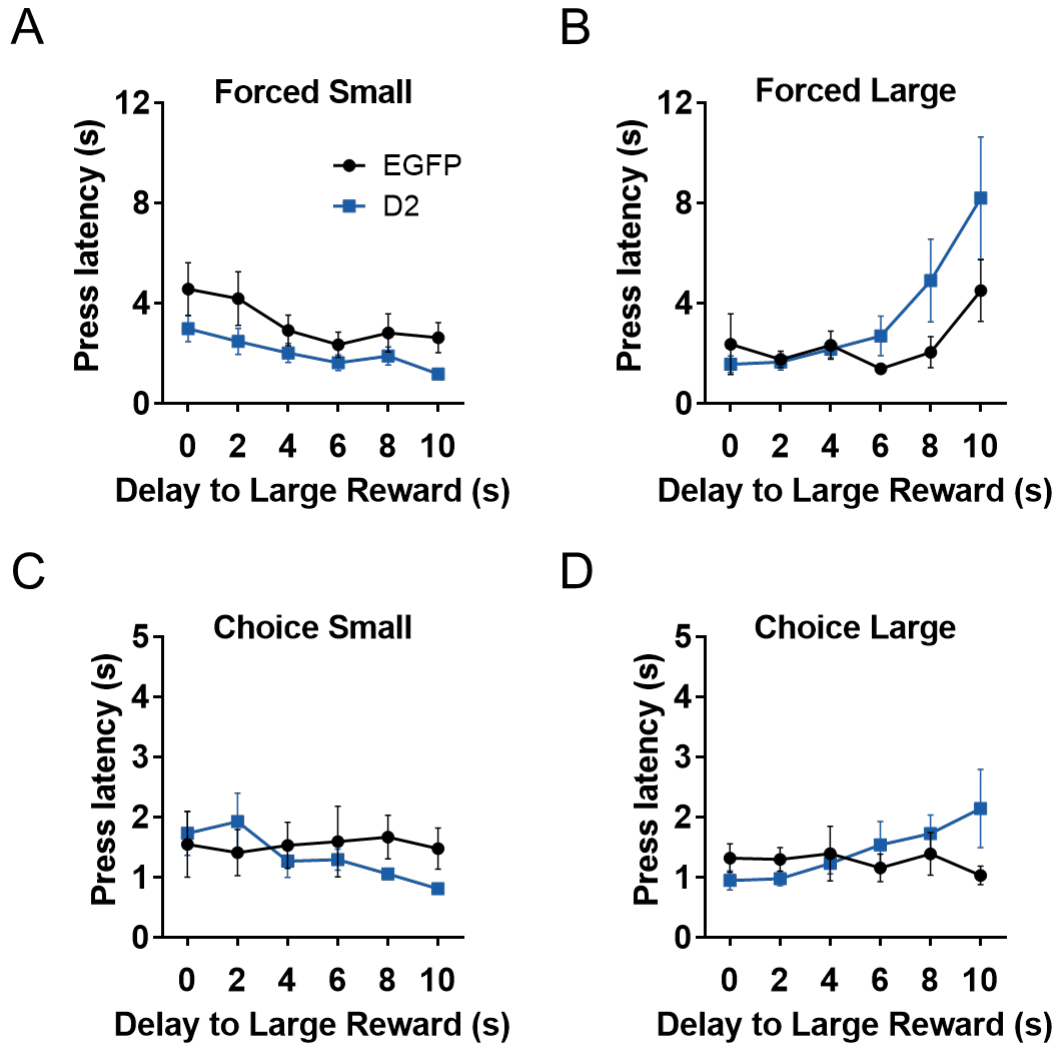 A
Forced Small
Press latency (s)
12
8
4
0
EGFP
D2
0 2 4 6 8 10
Delay to Large Reward (s)
B
Forced Large
Press latency (s)
12
8
4
0
0 2 4 6 8 10
Delay to Large Reward (s)
C
Choice Small
Press latency (s)
5
4
3
2
1
0
0 2 4 6 8 10
Delay to Large Reward (s)
D
Choice Large
Press latency (s)
5
4
3
2
1
0
0 2 4 6 8 10
Delay to Large Reward (s)